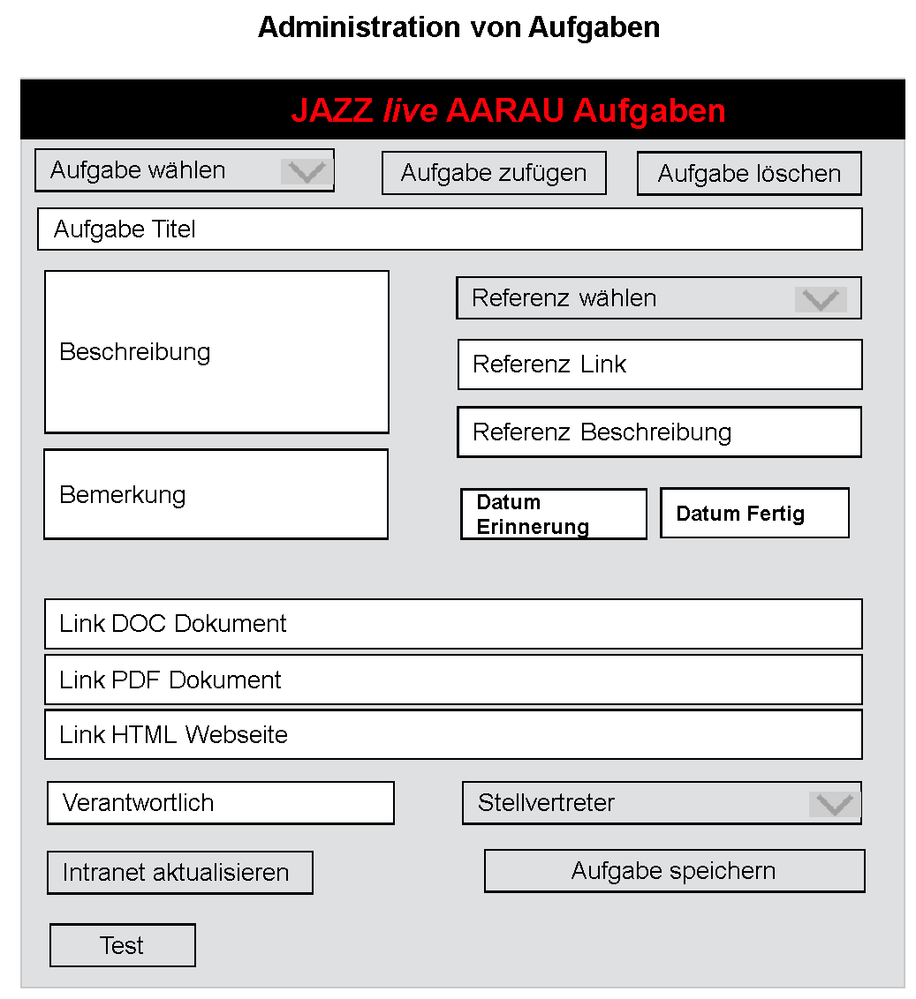 Administration von Aufgaben
JAZZ live AARAU Aufgaben
Aufgabe wählen
Aufgabe zufügen
Aufgabe löschen
Aufgabe Titel
Beschreibung
Referenz wählen
Referenz Link
Referenz Beschreibung
Bemerkung
Datum
Erinnerung
Datum Fertig
Link DOC Dokument
Link PDF Dokument
Link HTML Webseite
Verantwortlich
Stellvertreter
Intranet aktualisieren
Aufgabe speichern
Test